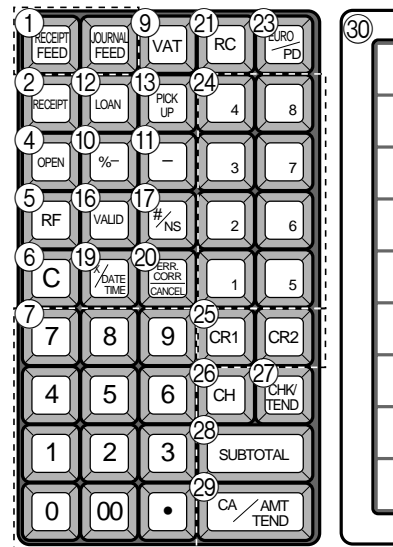 1 9 21 23 30
RECEIPT FEED JOURNAL FEED VAT RC EURO/PD
2 12 13 24
RECEIPT LOAN PICK UP 4 8
4 10 11
OPEN %− − 3 7
5 16 17
RF VALID #/NS 2 6
6 19 20
C X/DATE TIME ERR. CORR CANCEL 1 5
7 25
7 8 9 CR1 CR2
26 27
4 5 6 CH CHK/TEND
28
1 2 3 SUBTOTAL
29
0 00 • CA/AMT TEND